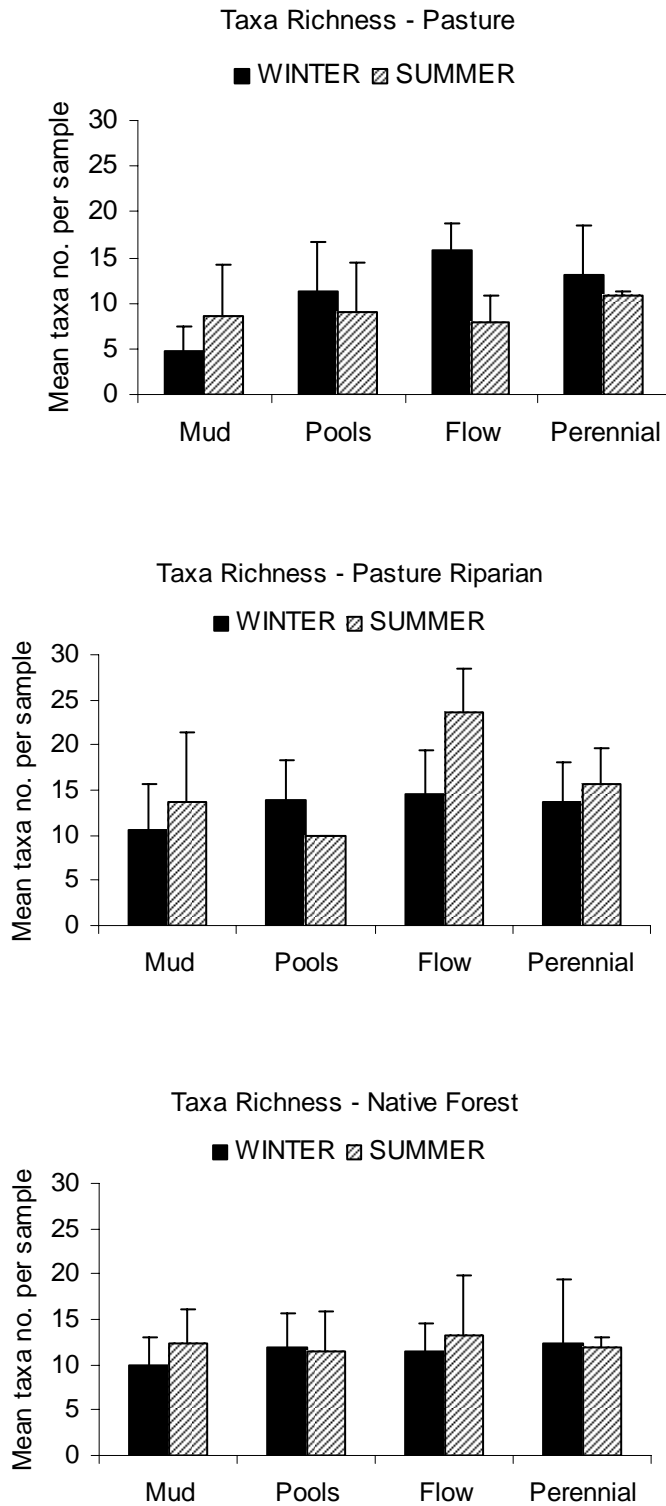 Taxa Richness - Pasture
WINTER SUMMER
Mean taxa no. per sample
30
25
20
15
10
5
0
Mud Pools Flow Perennial
Taxa Richness - Pasture Riparian
WINTER SUMMER
Mean taxa no. per sample
30
25
20
15
10
5
0
Mud Pools Flow Perennial
Taxa Richness - Native Forest
WINTER SUMMER
Mean taxa no. per sample
30
25
20
15
10
5
0
Mud Pools Flow Perennial